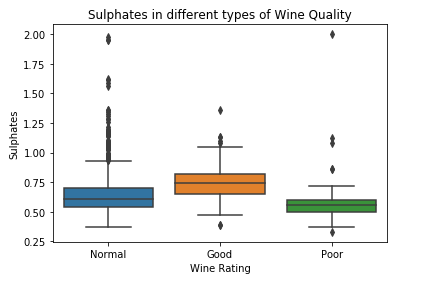 Sulphates in different types of Wine Quality
2.00
1.75
1.50
1.25
1.00
0.75
0.50
0.25
Sulphates
Normal Good Poor
Wine Rating